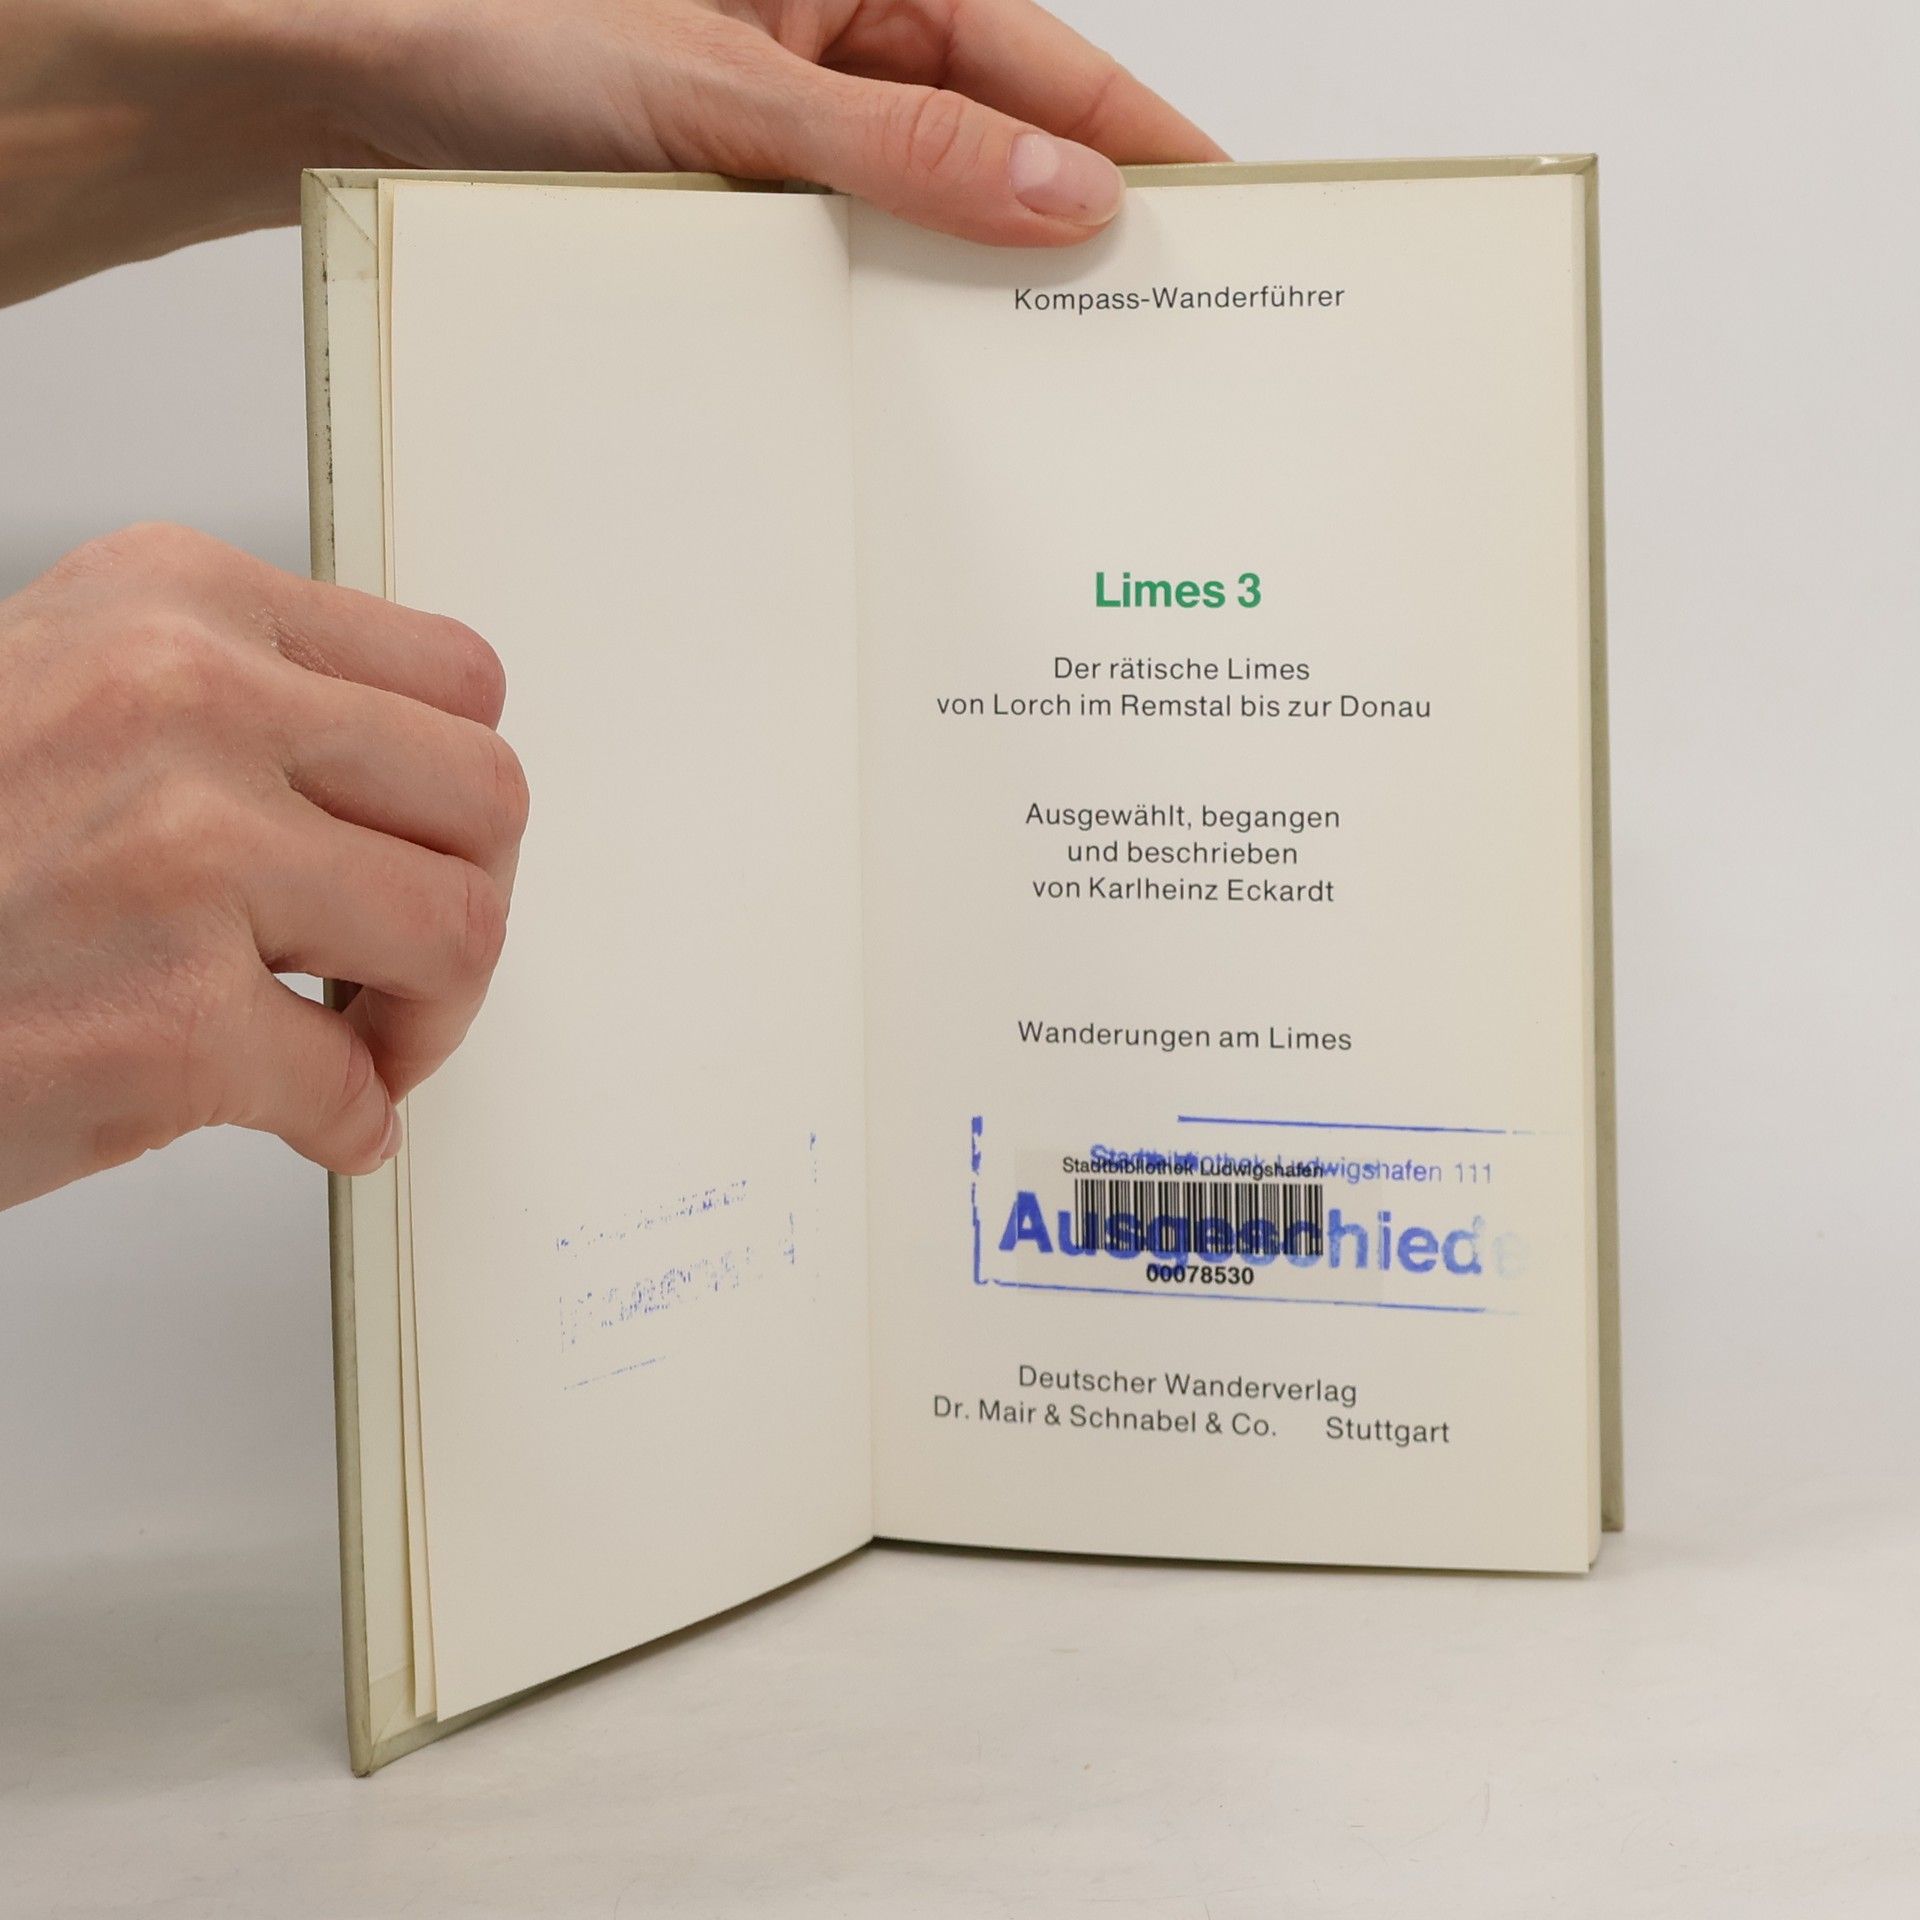 Kompass-Wanderführer
Limes 3
Der rätische Limes
von Lorch im Remstal bis zur Donau
Ausgewählt, begangen
und beschrieben
von Karlheinz Eckardt
Wanderungen am Limes
Stadtbibliothek Ludwigshafen 111
Stadtbibliothek Ludwigshafen
Ausgeschiede
00078530
Deutscher Wanderverlag
Dr. Mair & Schnabel & Co. Stuttgart